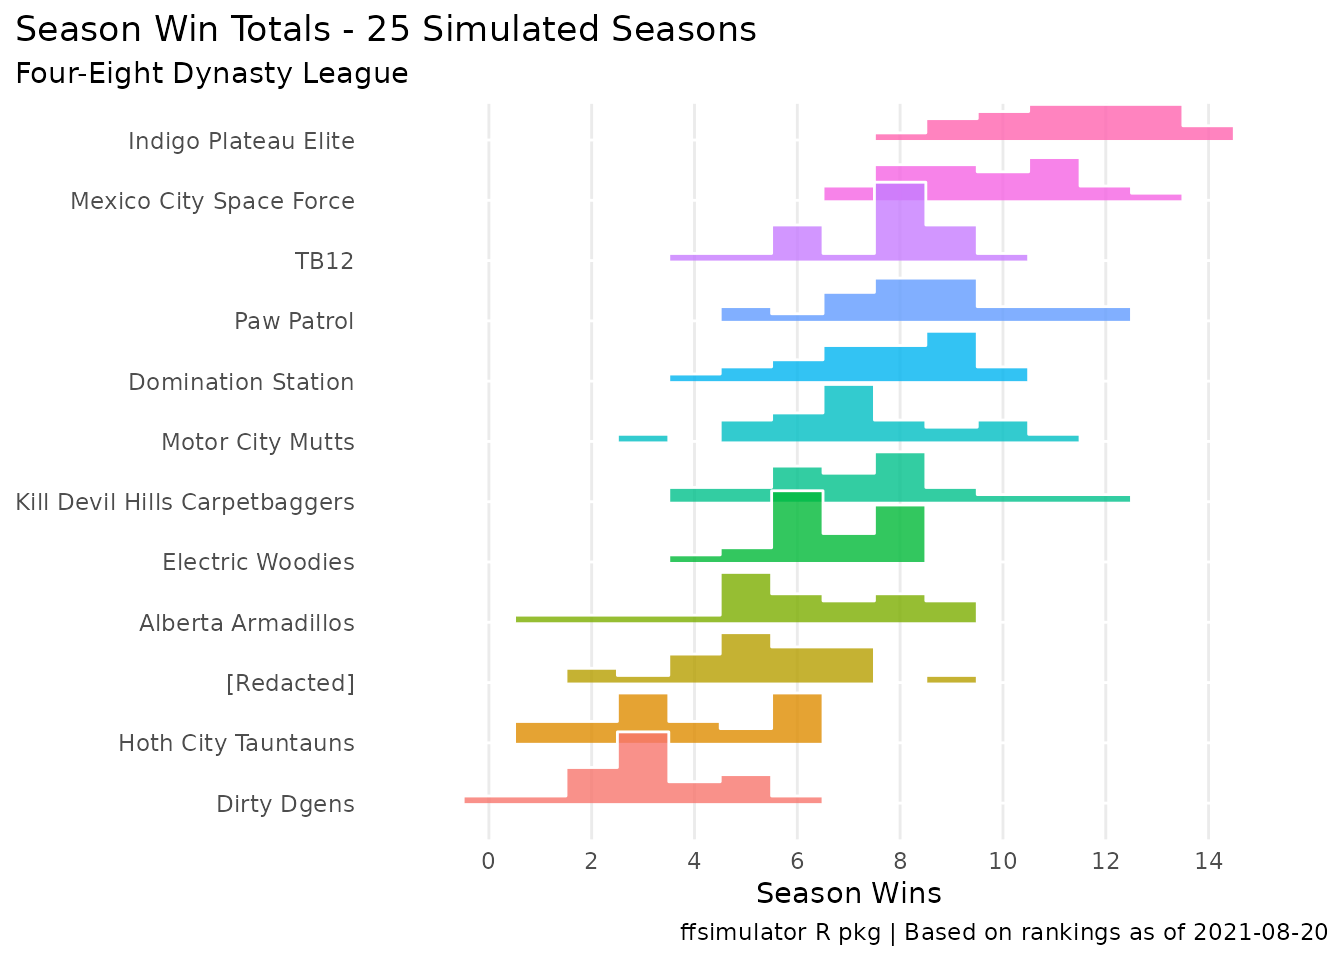 Season Win Totals - 25 Simulated Seasons
Four-Eight Dynasty League
Indigo Plateau Elite
Mexico City Space Force
TB12
Paw Patrol
Domination Station
Motor City Mutts
Kill Devil Hills Carpetbaggers
Electric Woodies
Alberta Armadillos
[Redacted]
Hoth City Tauntauns
Dirty Dgens
0 2 4 6 8 10 12 14
Season Wins
ffsimulator R pkg | Based on rankings as of 2021-08-20